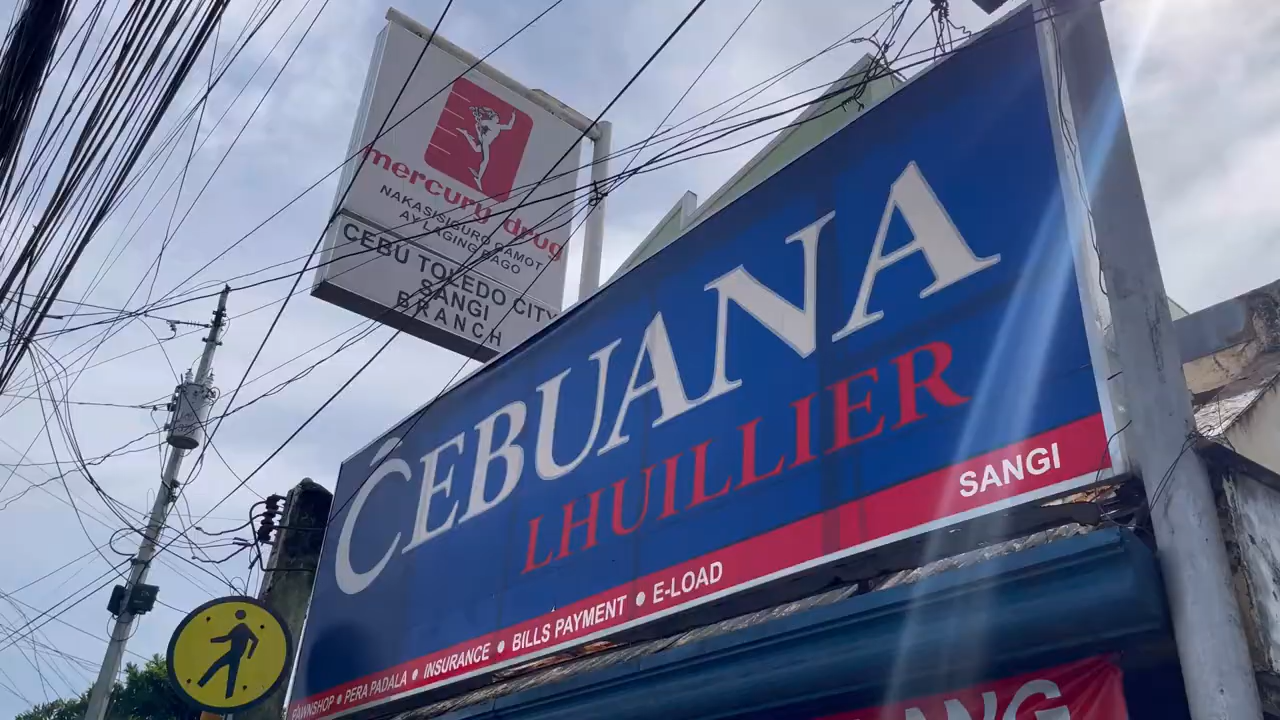 mercury drug
NAKASISIGURO GAMOT
AY LAGING BAGO
CEBU TOLEDO CITY
SANGI
BRANCH
CEBUANA
LHUILLIER
SANGI
PAWNSHOP • PERA PADALA • INSURANCE • BILLS PAYMENT • E-LOAD